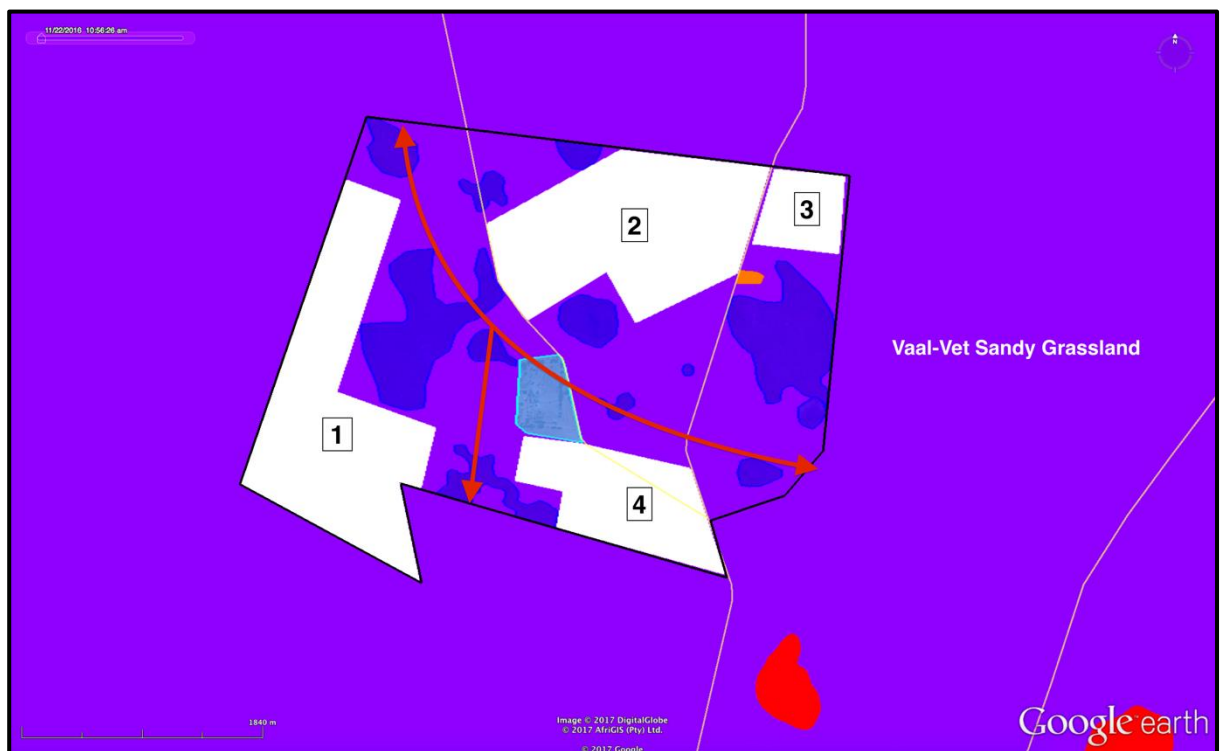 11/22/2016 10:56:26 am
N
2
3
Vaal-Vet Sandy Grassland
1
4
1840 m
Image © 2017 DigitalGlobe
© 2017 AfriGIS (Pty) Ltd.
© 2017 Google
Google earth